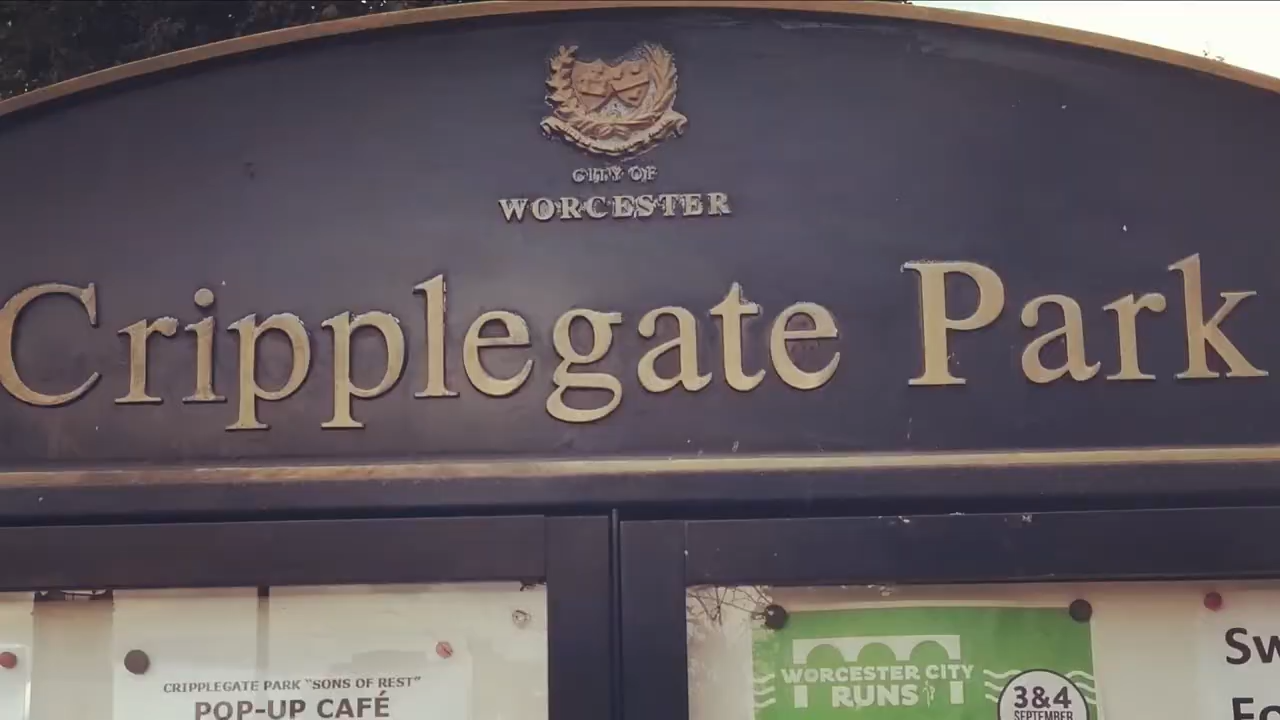 CITY OF
WORCESTER
Cripplegate Park
CRIPPLEGATE PARK “SONS OF REST”
POP-UP CAFÉ
WORCESTER CITY
RUNS
3&4
SEPTEMBER
Sw